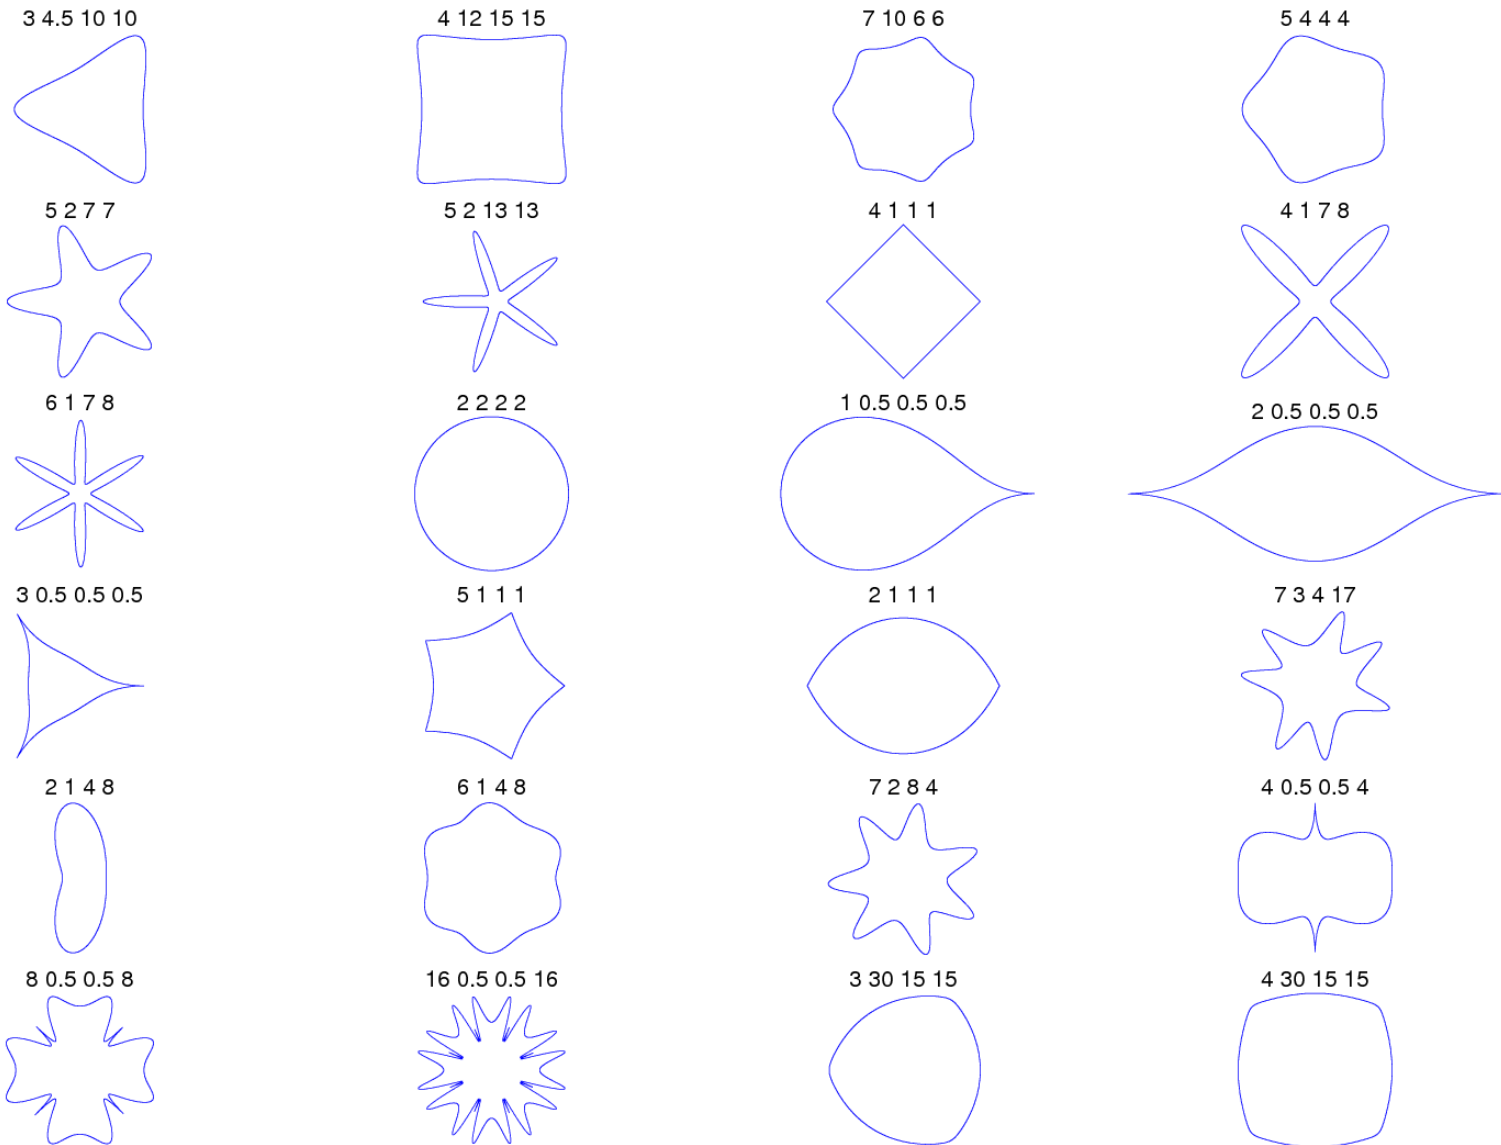 3 4.5 10 10
4 12 15 15
7 10 6 6
5 4 4 4
5 2 7 7
5 2 13 13
4 1 1 1
4 1 7 8
6 1 7 8
2 2 2 2
1 0.5 0.5 0.5
2 0.5 0.5 0.5
3 0.5 0.5 0.5
5 1 1 1
2 1 1 1
7 3 4 17
2 1 4 8
6 1 4 8
7 2 8 4
4 0.5 0.5 4
8 0.5 0.5 8
16 0.5 0.5 16
3 30 15 15
4 30 15 15